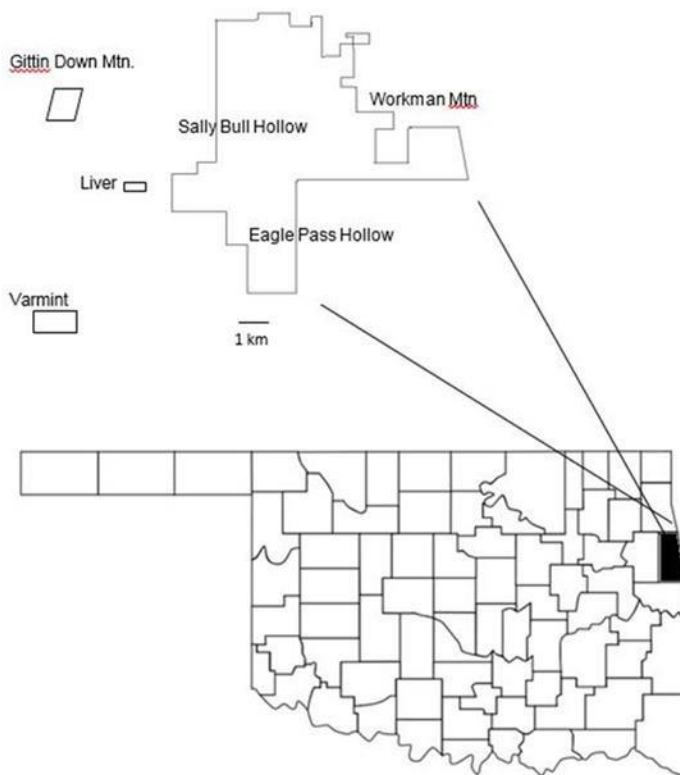 Gittin Down Mtn.
Workman Mtn
Sally Bull Hollow
Liver
Eagle Pass Hollow
Varmint
1 km